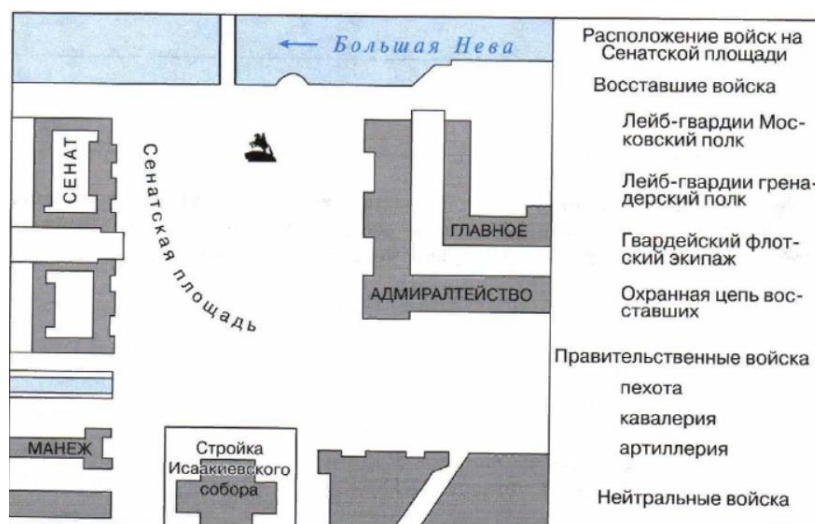 Большая Нева
СЕНАТ
Сенатская площадь
ГЛАВНОЕ
АДМИРАЛТЕЙСТВО
МАНЕЖ
Стройка
Исаакиевского
собора
Расположение войск на
Сенатской площади
Восставшие войска
Лейб-гвардии Мос-
ковский полк
Лейб-гвардии грена-
дерский полк
Гвардейский флот-
ский экипаж
Охранная цепь вос-
ставших
Правительственные войска
пехота
кавалерия
артиллерия
Нейтральные войска